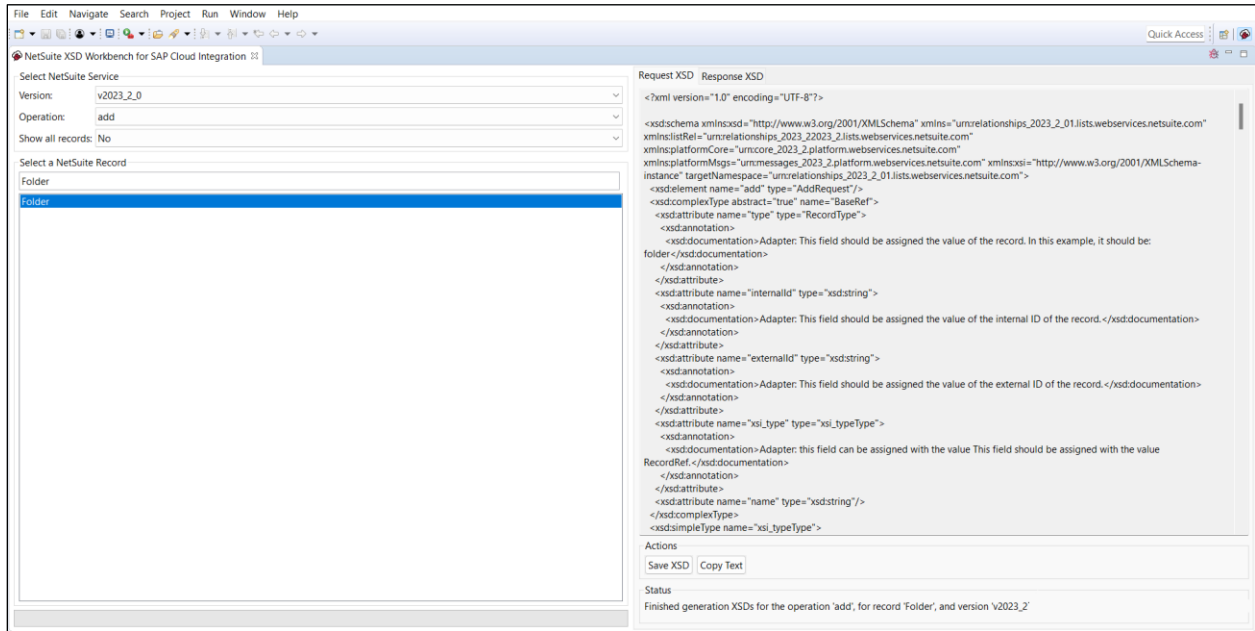 File Edit Navigate Search Project Run Window Help
Quick Access
NetSuite XSD Workbench for SAP Cloud Integration
Select NetSuite Service
Version: v2023_2_0
Operation: add
Show all records: No
Select a NetSuite Record
Folder
Folder
Request XSD Response XSD
<?xml version="1.0" encoding="UTF-8"?>
<xsd:schema xmlns:xsd="http://www.w3.org/2001/XMLSchema" xmlns="urn:relationships_2023_2_01.lists.webservices.netsuite.com"
xmlns:listRel="urn:relationships_2023_22023_2.lists.webservices.netsuite.com"
xmlns:platformCore="urn:core_2023_2.platform.webservices.netsuite.com"
xmlns:platformMsgs="urn:messages_2023_2.platform.webservices.netsuite.com" xmlns:xsi="http://www.w3.org/2001/XMLSchema-
instance" targetNamespace="urn:relationships_2023_2_01.lists.webservices.netsuite.com">
<xsd:element name="add" type="AddRequest"/>
<xsd:complexType abstract="true" name="BaseRef">
<xsd:attribute name="type" type="RecordType">
<xsd:annotation>
<xsd:documentation>Adapter: This field should be assigned the value of the record. In this example, it should be:
folder</xsd:documentation>
</xsd:annotation>
</xsd:attribute>
<xsd:attribute name="internalId" type="xsd:string">
<xsd:annotation>
<xsd:documentation>Adapter: This field should be assigned the value of the internal ID of the record.</xsd:documentation>
</xsd:annotation>
</xsd:attribute>
<xsd:attribute name="externalId" type="xsd:string">
<xsd:annotation>
<xsd:documentation>Adapter: This field should be assigned the value of the external ID of the record.</xsd:documentation>
</xsd:annotation>
</xsd:attribute>
<xsd:attribute name="xsi_type" type="xsi_typeType">
<xsd:annotation>
<xsd:documentation>Adapter: this field can be assigned with the value This field should be assigned with the value
RecordRef.</xsd:documentation>
</xsd:annotation>
</xsd:attribute>
<xsd:attribute name="name" type="xsd:string"/>
</xsd:complexType>
<xsd:simpleType name="xsi_typeType">
Actions
Save XSD Copy Text
Status
Finished generation XSDs for the operation 'add', for record 'Folder', and version 'v2023_2'